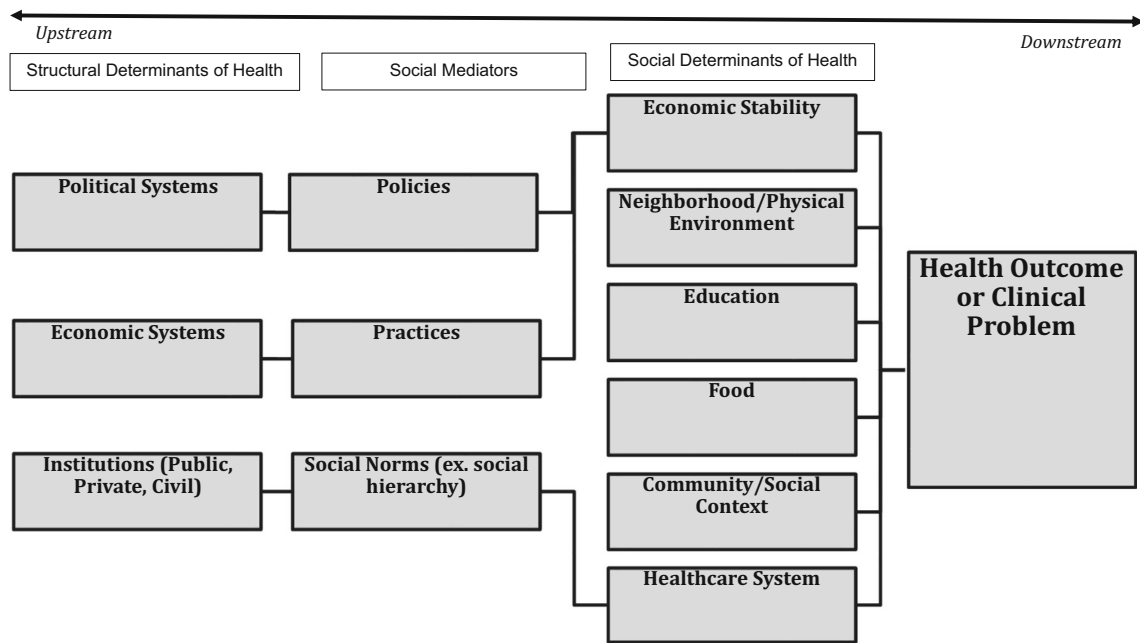 Upstream
Downstream
Structural Determinants of Health
Social Mediators
Social Determinants of Health
Political Systems
Economic Systems
Institutions (Public,
Private, Civil)
Policies
Practices
Social Norms (ex. social
hierarchy)
Economic Stability
Neighborhood/Physical
Environment
Education
Food
Community/Social
Context
Healthcare System
Health Outcome
or Clinical
Problem